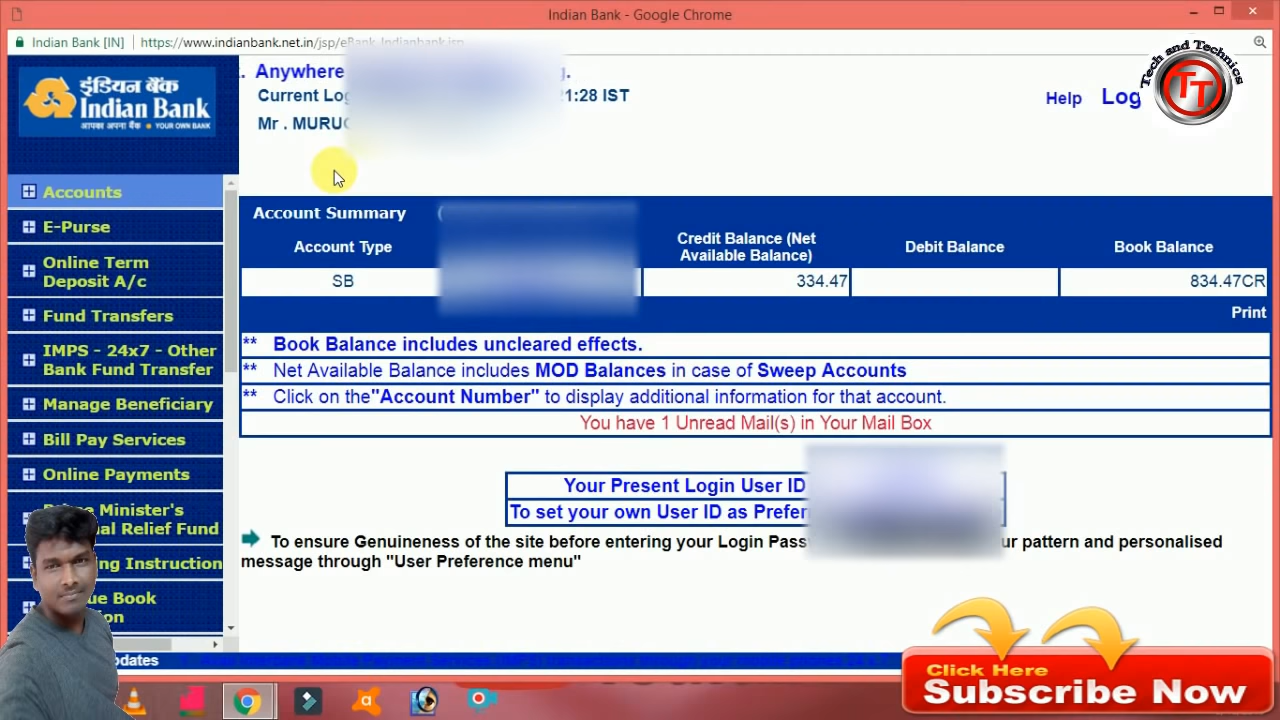 Indian Bank - Google Chrome
Indian Bank [IN] https://www.indianbank.net.in/jsp/eBank_Indianbank.jsp
Tech and Technics
TT
इंडियन बैंक
Indian Bank
आपका अपना बैंक YOUR OWN BANK
Anywhere
Current Log
1:28 IST
Mr . MURUG
Help
Log
Accounts
E-Purse
Online Term
Deposit A/c
Fund Transfers
IMPS - 24x7 - Other
Bank Fund Transfer
Manage Beneficiary
Bill Pay Services
Online Payments
Minister's
Relief Fund
Book
Account Summary (
Account Type
Credit Balance (Net
Available Balance)
Debit Balance
Book Balance
SB
334.47
834.47CR
Print
** Book Balance includes uncleared effects.
** Net Available Balance includes MOD Balances in case of Sweep Accounts
** Click on the"Account Number" to display additional information for that account.
You have 1 Unread Mail(s) in Your Mail Box
Your Present Login User ID
To set your own User ID as Prefer
To ensure Genuineness of the site before entering your Login Pass ur pattern and personalised
message through "User Preference menu"
Click Here
Subscribe Now